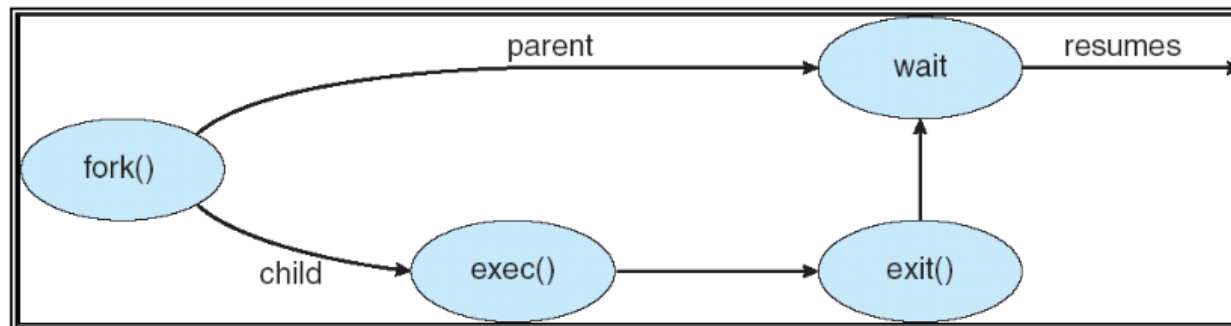 parent
resumes
wait
fork()
child
exec()
exit()